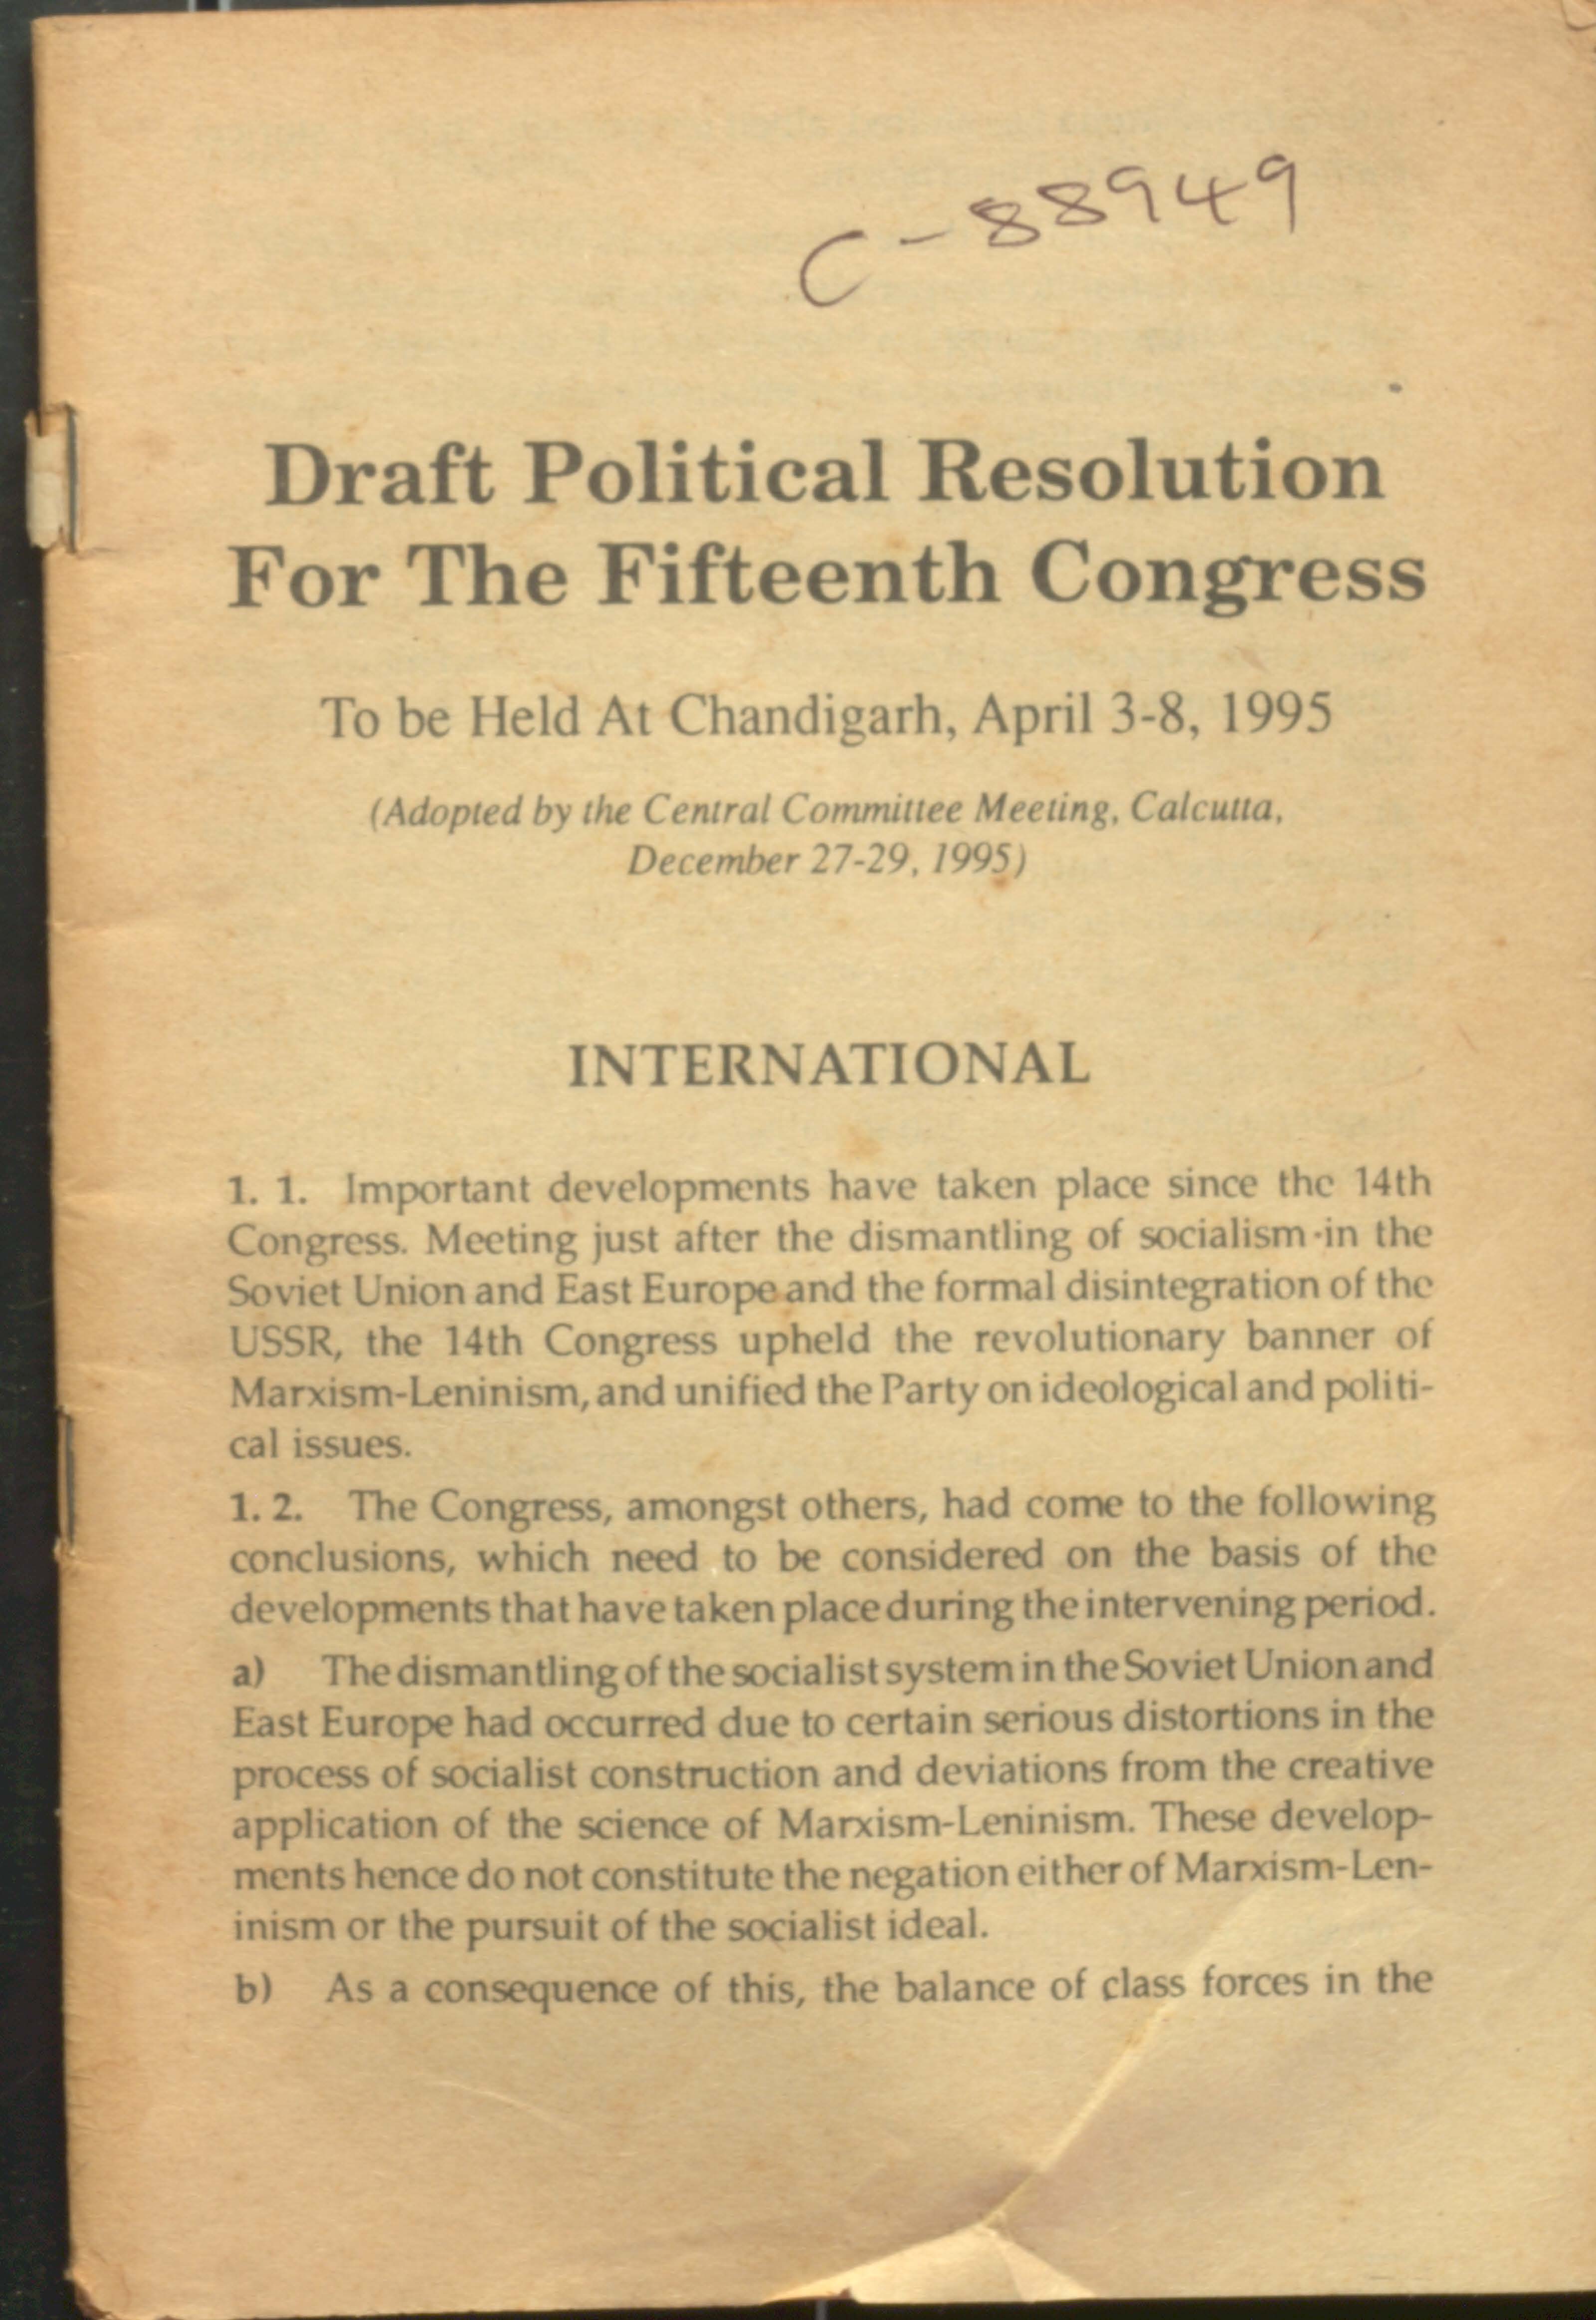 C-88949
Draft Political Resolution
For The Fifteenth Congress
To be Held At Chandigarh, April 3-8, 1995
(Adopted by the Central Committee Meeting, Calcutta,
December 27-29, 1995)
INTERNATIONAL
1. 1. Important developments have taken place since the 14th
Congress. Meeting just after the dismantling of socialism in the
Soviet Union and East Europe and the formal disintegration of the
USSR, the 14th Congress upheld the revolutionary banner of
Marxism-Leninism, and unified the Party on ideological and politi-
cal issues.
1. 2. The Congress, amongst others, had come to the following
conclusions, which need to be considered on the basis of the
developments that have taken place during the intervening period.
a) The dismantling of the socialist system in the Soviet Union and
East Europe had occurred due to certain serious distortions in the
process of socialist construction and deviations from the creative
application of the science of Marxism-Leninism. These develop-
ments hence do not constitute the negation either of Marxism-Len-
inism or the pursuit of the socialist ideal.
b) As a consequence of this, the balance of class forces in the